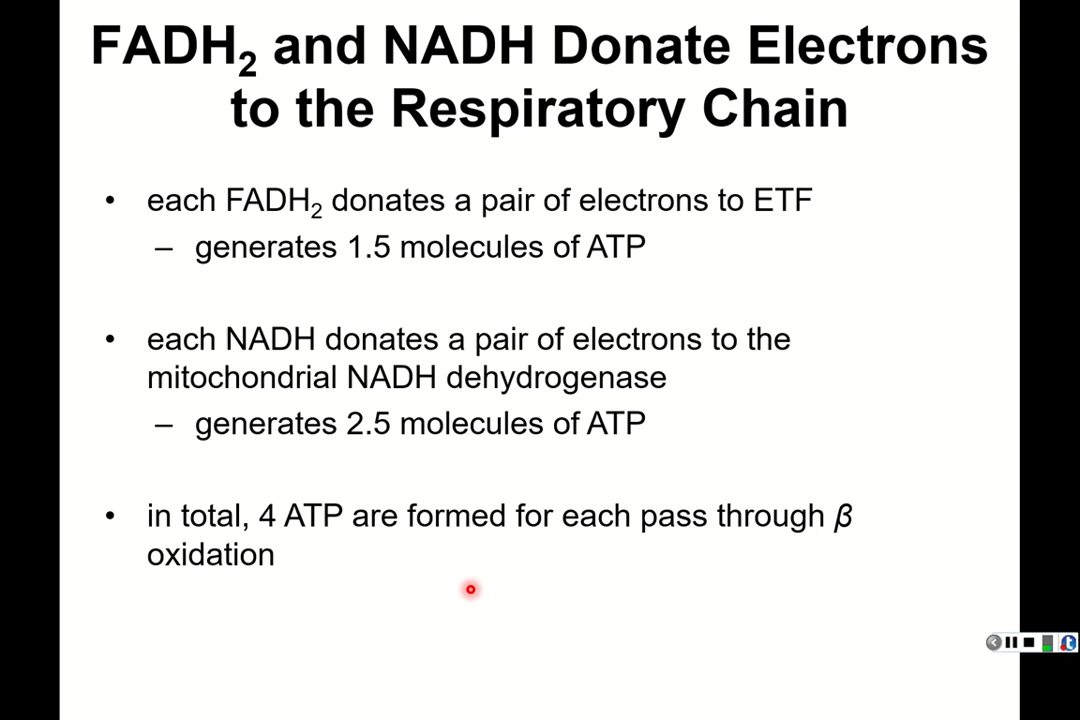 FADH₂ and NADH Donate Electrons
to the Respiratory Chain
• each FADH₂ donates a pair of electrons to ETF
– generates 1.5 molecules of ATP
• each NADH donates a pair of electrons to the
mitochondrial NADH dehydrogenase
– generates 2.5 molecules of ATP
• in total, 4 ATP are formed for each pass through β
oxidation